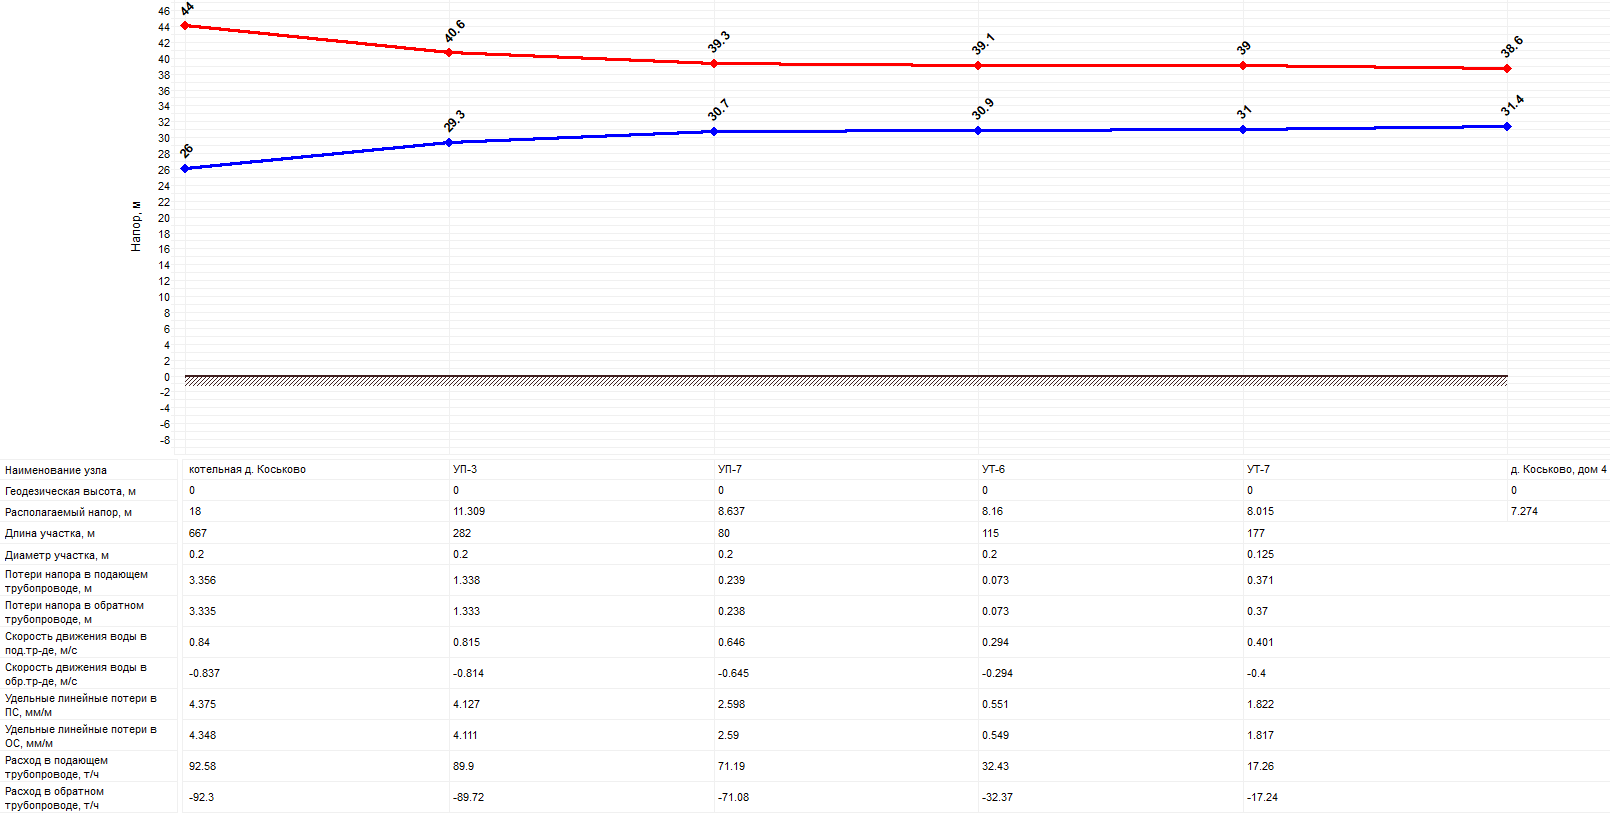 46
44
42
40
38
36
34
32
30
28
26
24
22
20
18
16
14
12
10
8
6
4
2
0
-2
-4
-6
-8
Напор, м
44
40.6
39.3
39.1
39
38.6
26
29.3
30.7
30.9
31
31.4
Наименование узла котельная д. Коськово УП-3 УП-7 УТ-6 УТ-7 д. Коськово, дом 4
Геодезическая высота, м 0 0 0 0 0 0
Располагаемый напор, м 18 11.309 8.637 8.16 8.015 7.274
Длина участка, м 667 282 80 115 177
Диаметр участка, м 0.2 0.2 0.2 0.2 0.125
Потери напора в подающем
трубопроводе, м 3.356 1.338 0.239 0.073 0.371
Потери напора в обратном
трубопроводе, м 3.335 1.333 0.238 0.073 0.37
Скорость движения воды в
под.тр-де, м/с 0.84 0.815 0.646 0.294 0.401
Скорость движения воды в
обр.тр-де, м/с -0.837 -0.814 -0.645 -0.294 -0.4
Удельные линейные потери в
ПС, мм/м 4.375 4.127 2.598 0.551 1.822
Удельные линейные потери в
ОС, мм/м 4.348 4.111 2.59 0.549 1.817
Расход в подающем
трубопроводе, т/ч 92.58 89.9 71.19 32.43 17.26
Расход в обратном
трубопроводе, т/ч -92.3 -89.72 -71.08 -32.37 -17.24